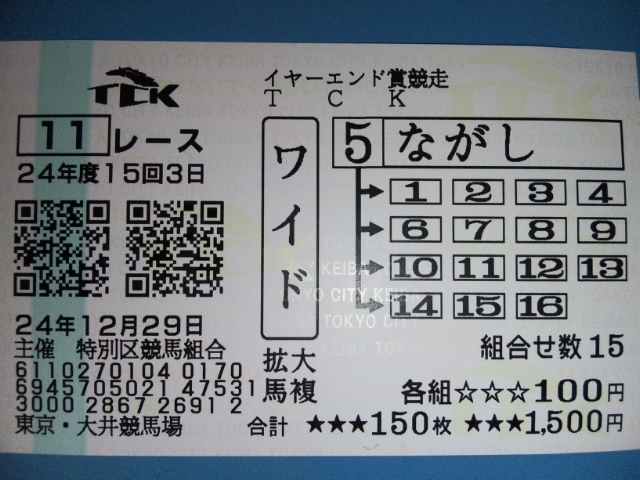 イヤーエンド賞競走
TCK
T C K
11 レース
24年度15回3日
ワイド
5 ながし
1 2 3 4
6 7 8 9
10 11 12 13
14 15 16
24年12月29日
主催 特別区競馬組合
6110270104 0170
6945705021 47531
3000 2867 2691 2
東京・大井競馬場
拡大
馬複
組合せ数15
各組☆☆☆100円
合計 ★★★150枚 ★★★1,500円
TOKYO CITY KEIBA